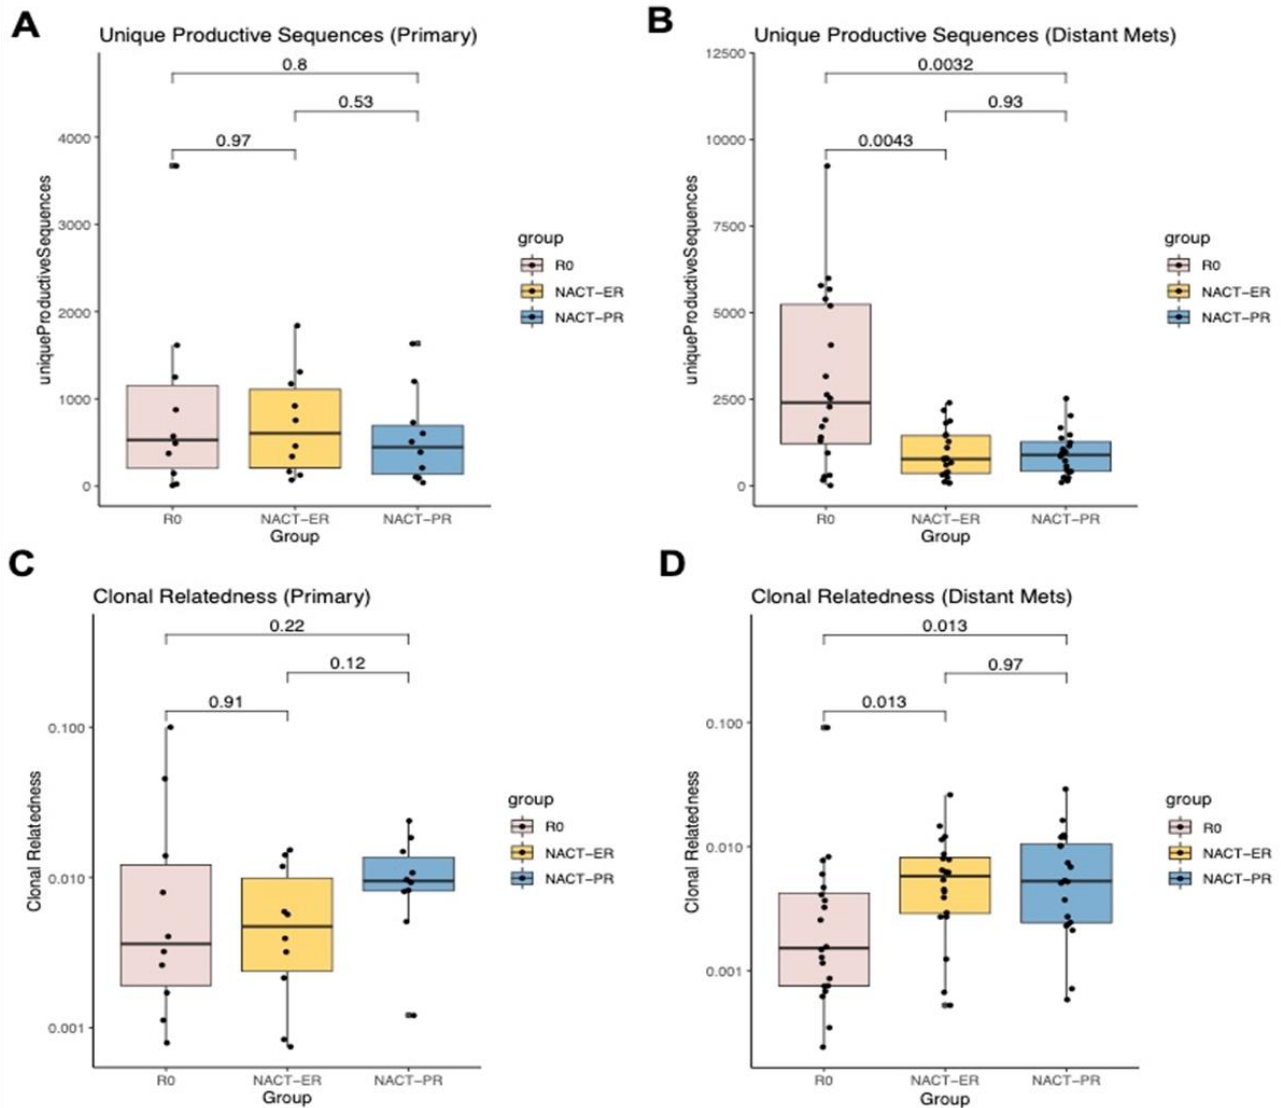 A
Unique Productive Sequences (Primary)
0.8
0.53
0.97
4000
3000
2000
1000
0
uniqueProductiveSequences
R0
NACT-ER
NACT-PR
Group
group
R0
NACT-ER
NACT-PR
B
Unique Productive Sequences (Distant Mets)
12500
0.0032
0.93
0.0043
10000
7500
5000
2500
0
uniqueProductiveSequences
R0
NACT-ER
NACT-PR
Group
group
R0
NACT-ER
NACT-PR
C
Clonal Relatedness (Primary)
0.22
0.12
0.91
0.100
0.010
0.001
Clonal Relatedness
R0
NACT-ER
NACT-PR
Group
group
R0
NACT-ER
NACT-PR
D
Clonal Relatedness (Distant Mets)
0.013
0.97
0.013
0.100
0.010
0.001
Clonal Relatedness
R0
NACT-ER
NACT-PR
Group
group
R0
NACT-ER
NACT-PR